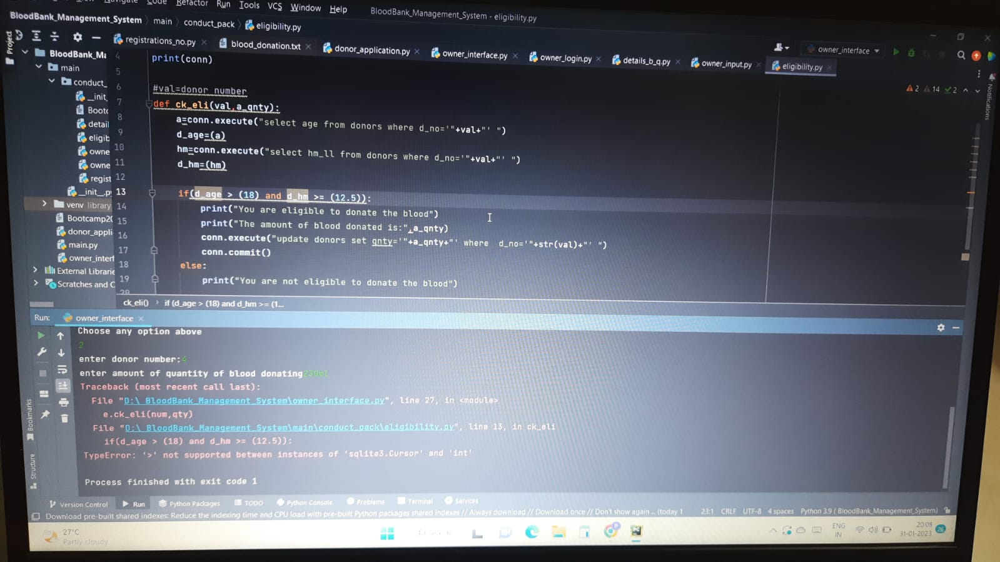 Navigate Code Refactor Run Tools VCS Window Help BloodBank_Management_System - eligibility.py
BloodBank_Management_System main conduct_pack eligibility.py
owner_interface
Project
registrations_no.py blood_donation.txt donor_application.py owner_interface.py owner_login.py details_b_q.py owner_input.py eligibility.py
BloodBank_Ma
main
conduct_
__init_
Bootc
detail
eligib
owne
owne
regist
__init__.py
venv library
Bootcamp20
donor_appli
main.py
owner_interf
External Librarie
Scratches and C
2 14 2
Notifications
4 print(conn)
5
6 #val=donor number
7 def ck_eli(val,a_qnty):
8 a=conn.execute("select age from donors where d_no='"+val+"' ")
9 d_age=(a)
10 hm=conn.execute("select hm_ll from donors where d_no='"+val+"' ")
11 d_hm=(hm)
12
13 if(d_age > (18) and d_hm >= (12.5)):
14 print("You are eligible to donate the blood")
15 print("The amount of blood donated is:",a_qnty)
16 conn.execute("update donors set qnty='"+a_qnty+"' where  d_no='"+str(val)+"' ")
17 conn.commit()
18 else:
19 print("You are not eligible to donate the blood")
20
ck_eli() if (d_age > (18) and d_hm >= (1...
Run: owner_interface
Choose any option above
2
enter donor number:4
enter amount of quantity of blood donating250ml
Traceback (most recent call last):
File "D:\ BloodBank_Management_System\owner_interface.py", line 27, in <module>
e.ck_eli(num,qty)
File "D:\ BloodBank_Management_System\main\conduct_pack\eligibility.py", line 13, in ck_eli
if(d_age > (18) and d_hm >= (12.5)):
TypeError: '>' not supported between instances of 'sqlite3.Cursor' and 'int'
Process finished with exit code 1
Bookmarks
Structure
Version Control Run Python Packages TODO Python Console Problems Terminal Services
Download pre-built shared indexes: Reduce the indexing time and CPU load with pre-built Python packages shared indexes // Always download // Download once // Don't show again ... (today 1 23:1 CRLF UTF-8 4 spaces Python 3.9 ( BloodBank_Management_System)
27°C
Partly cloudy
Search
ENG
IN
20:08
31-01-2023
26